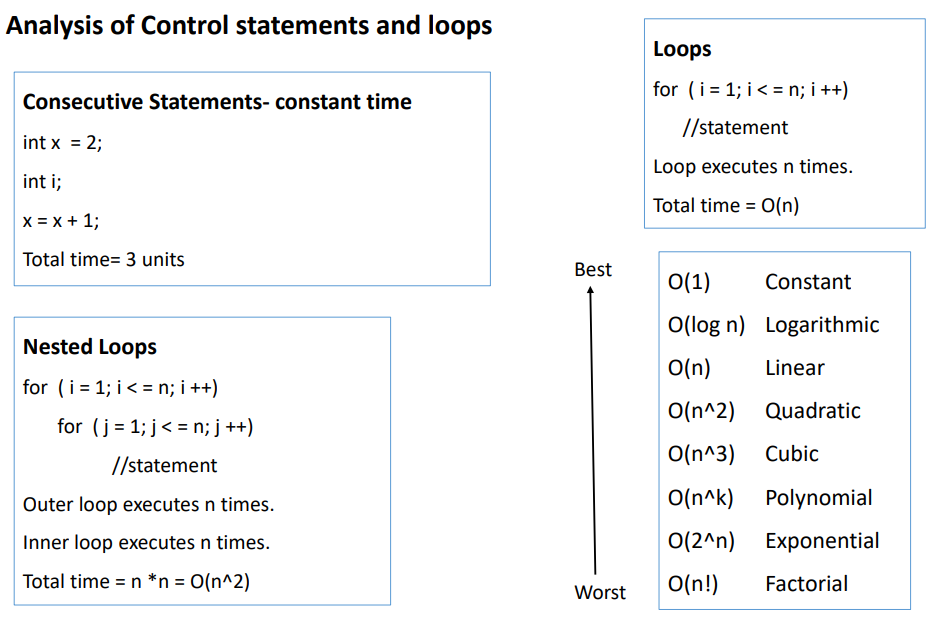 Analysis of Control statements and loops
Consecutive Statements- constant time
int x = 2;
int i;
x = x + 1;
Total time= 3 units
Nested Loops
for ( i = 1; i < = n; i ++)
for ( j = 1; j < = n; j ++)
//statement
Outer loop executes n times.
Inner loop executes n times.
Total time = n *n = O(n^2)
Loops
for ( i = 1; i < = n; i ++)
//statement
Loop executes n times.
Total time = O(n)
Best
Worst
O(1) Constant
O(log n) Logarithmic
O(n) Linear
O(n^2) Quadratic
O(n^3) Cubic
O(n^k) Polynomial
O(2^n) Exponential
O(n!) Factorial